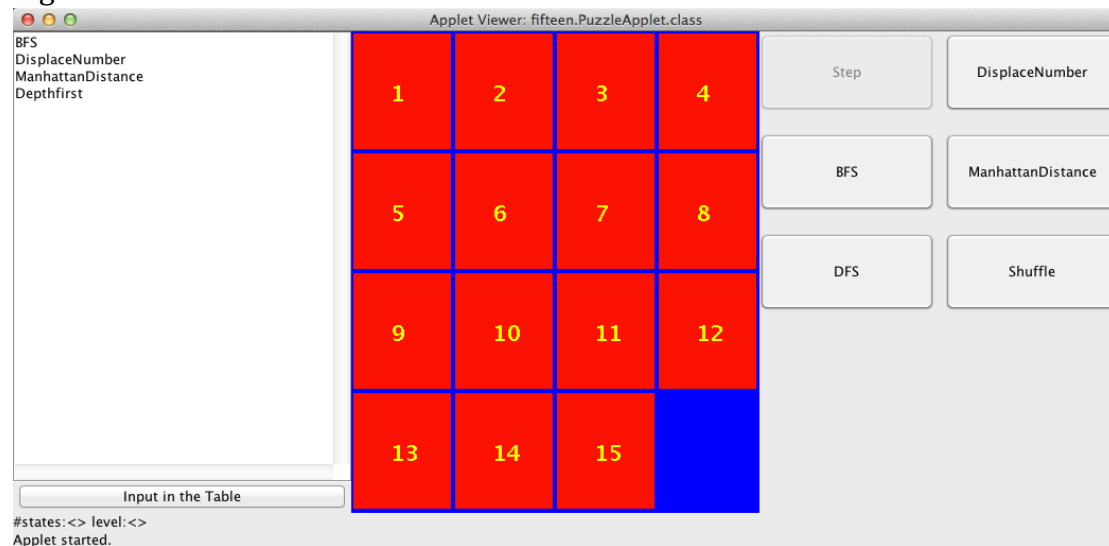 Applet Viewer: fifteen.PuzzleApplet.class
BFS
DisplaceNumber
ManhattanDistance
Depthfirst
1 2 3 4
5 6 7 8
9 10 11 12
13 14 15
Step DisplaceNumber
BFS ManhattanDistance
DFS Shuffle
Input in the Table
#states:<> level:<>
Applet started.